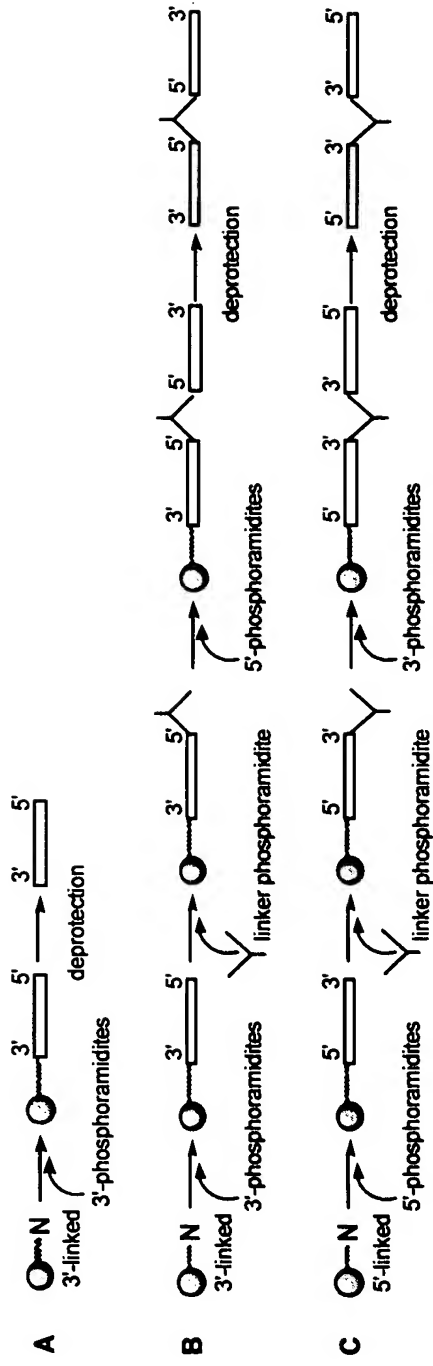 A
N
3'-linked
3'-phosphoramidites
3' 5'
deprotection
3' 5'
B
N
3'-linked
3'-phosphoramidites
3' 5'
linker phosphoramidite
3' 5'
5'-phosphoramidites
3' 5' 5' 3'
deprotection
3' 5' 5' 3'
C
N
5'-linked
5'-phosphoramidites
5' 3'
linker phosphoramidite
5' 3'
3'-phosphoramidites
5' 3' 3' 5'
deprotection
5' 3' 3' 5'